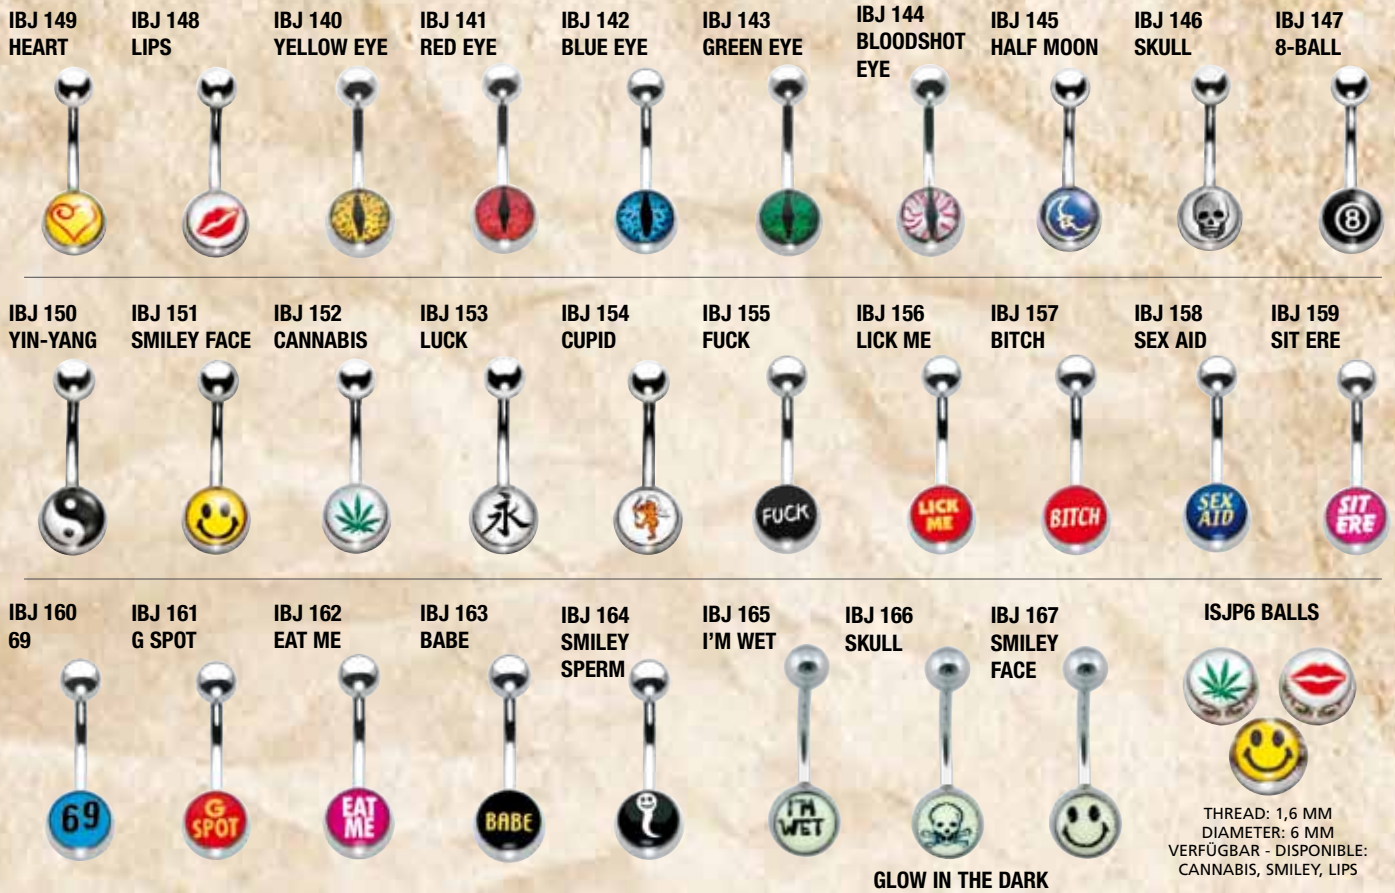 IBJ 149
HEART
IBJ 148
LIPS
IBJ 140
YELLOW EYE
IBJ 141
RED EYE
IBJ 142
BLUE EYE
IBJ 143
GREEN EYE
IBJ 144
BLOODSHOT
EYE
IBJ 145
HALF MOON
IBJ 146
SKULL
IBJ 147
8-BALL
8
IBJ 150
YIN-YANG
IBJ 151
SMILEY FACE
IBJ 152
CANNABIS
IBJ 153
LUCK
永
IBJ 154
CUPID
IBJ 155
FUCK
FUCK
IBJ 156
LICK ME
LICK
ME
IBJ 157
BITCH
BITCH
IBJ 158
SEX AID
SEX
AID
IBJ 159
SIT ERE
SIT
ERE
IBJ 160
69
69
IBJ 161
G SPOT
G
SPOT
IBJ 162
EAT ME
EAT
ME
IBJ 163
BABE
BABE
IBJ 164
SMILEY
SPERM
IBJ 165
I'M WET
I'M
WET
IBJ 166
SKULL
IBJ 167
SMILEY
FACE
GLOW IN THE DARK
ISJP6 BALLS
THREAD: 1,6 MM
DIAMETER: 6 MM
VERFÜGBAR - DISPONIBLE:
CANNABIS, SMILEY, LIPS